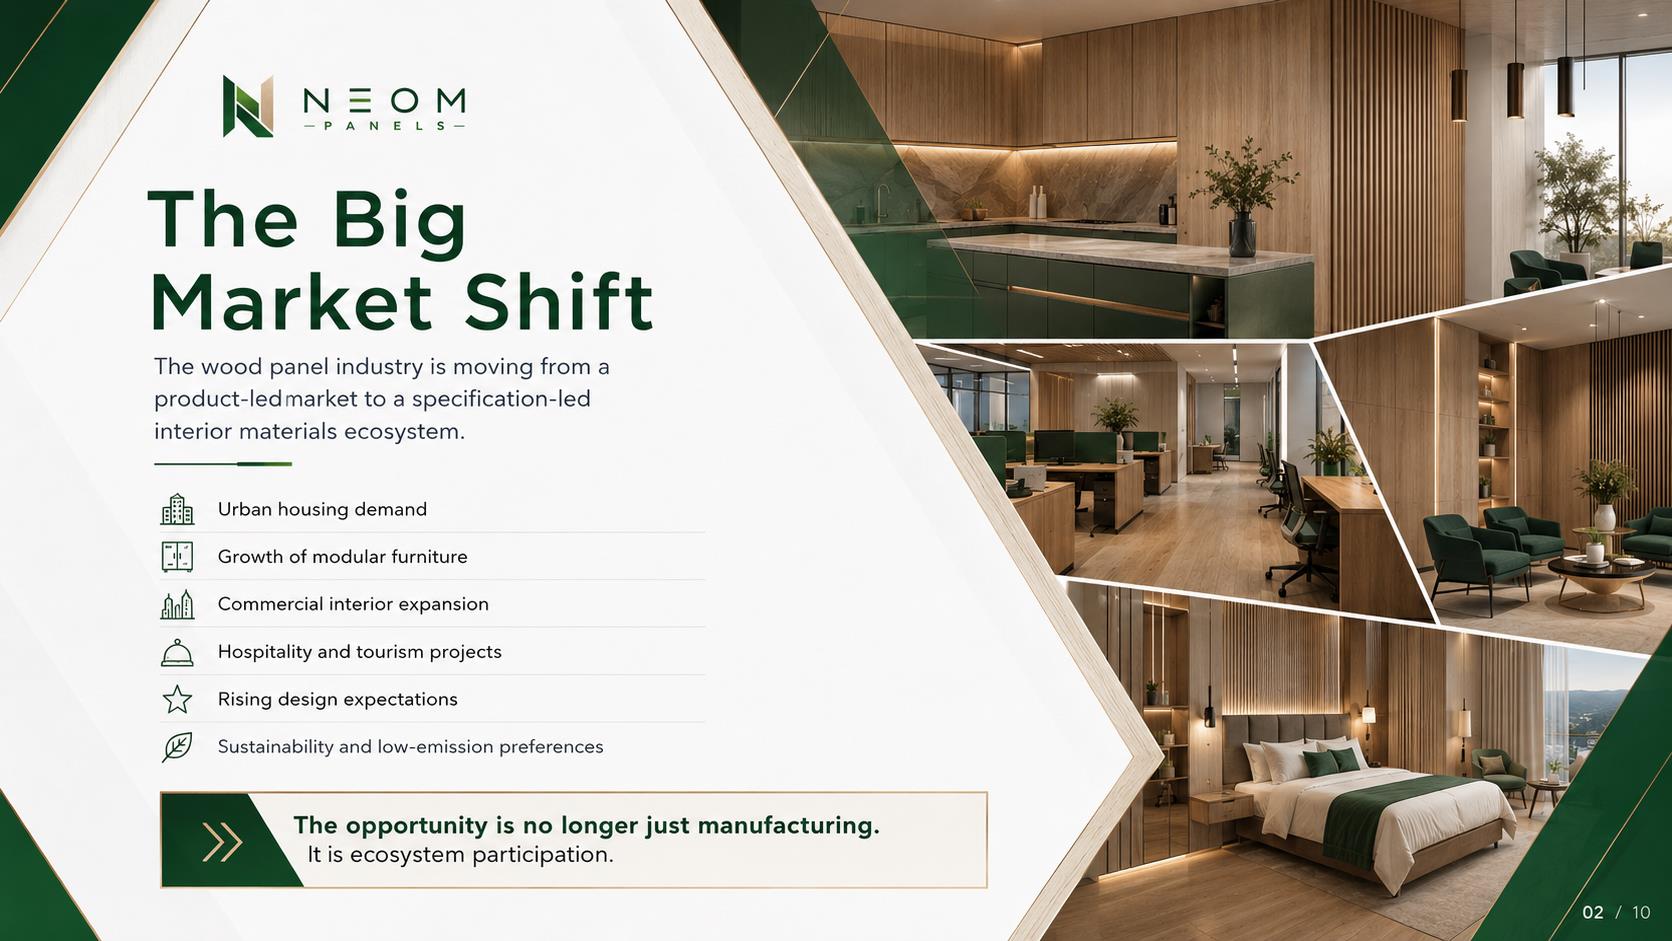 NEOM
PANELS
The Big
Market Shift
The wood panel industry is moving from a
product-led market to a specification-led
interior materials ecosystem.
Urban housing demand
Growth of modular furniture
Commercial interior expansion
Hospitality and tourism projects
Rising design expectations
Sustainability and low-emission preferences
The opportunity is no longer just manufacturing.
It is ecosystem participation.
02 / 10